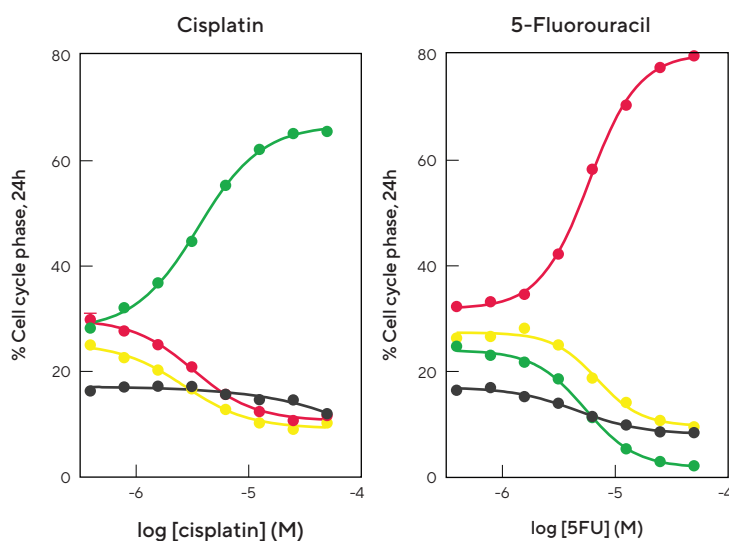 Cisplatin
80
60
40
20
0
-6
-5
-4
% Cell cycle phase, 24h
log [cisplatin] (M)
5-Fluorouracil
80
60
40
20
0
-6
-5
-4
% Cell cycle phase, 24h
log [5FU] (M)